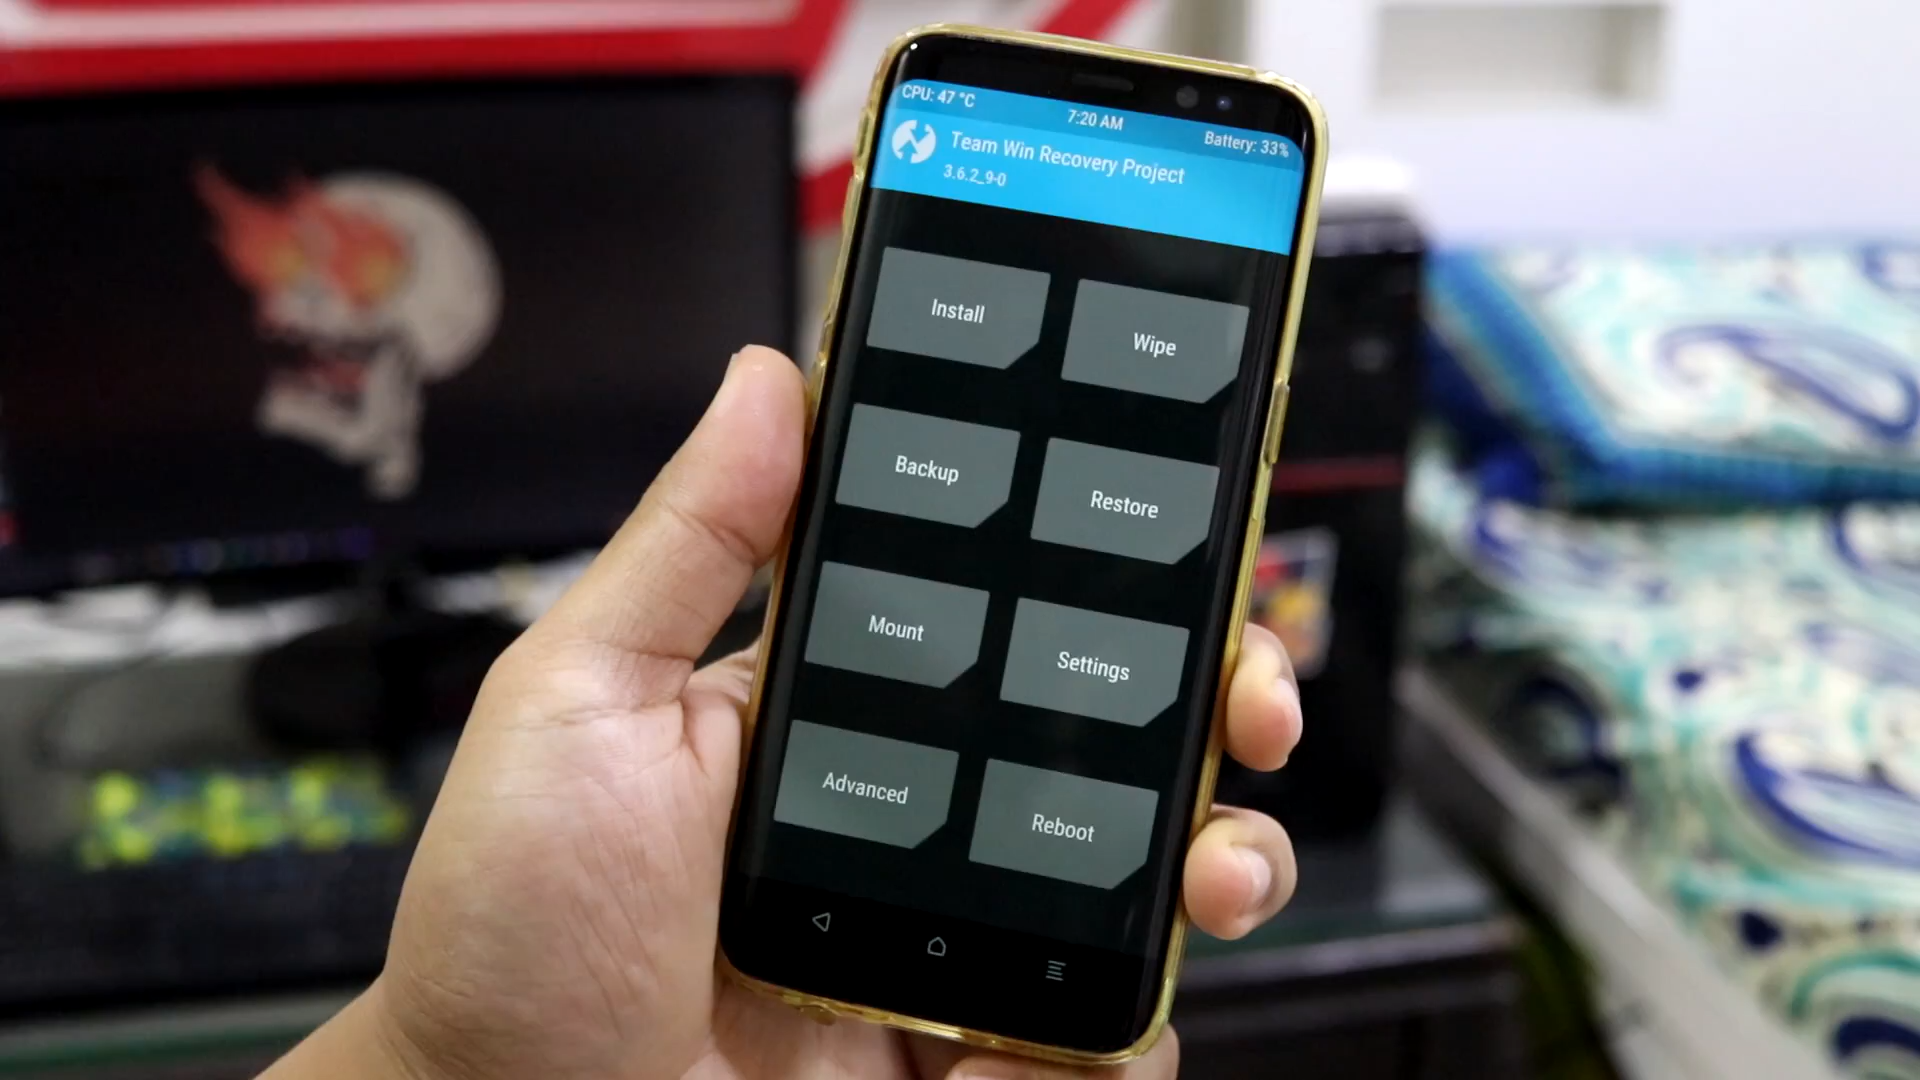 CPU: 47 °C
7:20 AM
Battery: 33%
Team Win Recovery Project
3.6.2_9-0
Install
Wipe
Backup
Restore
Mount
Settings
Advanced
Reboot